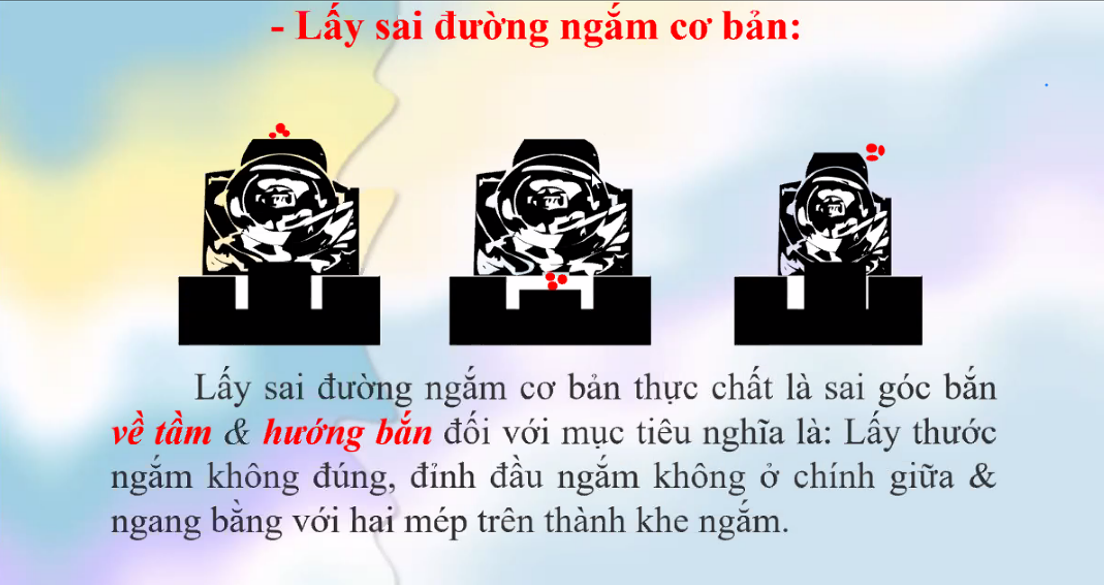 - Lấy sai đường ngắm cơ bản:
Lấy sai đường ngắm cơ bản thực chất là sai góc bắn
về tầm & hướng bắn đối với mục tiêu nghĩa là: Lấy thước
ngắm không đúng, đỉnh đầu ngắm không ở chính giữa &
ngang bằng với hai mép trên thành khe ngắm.